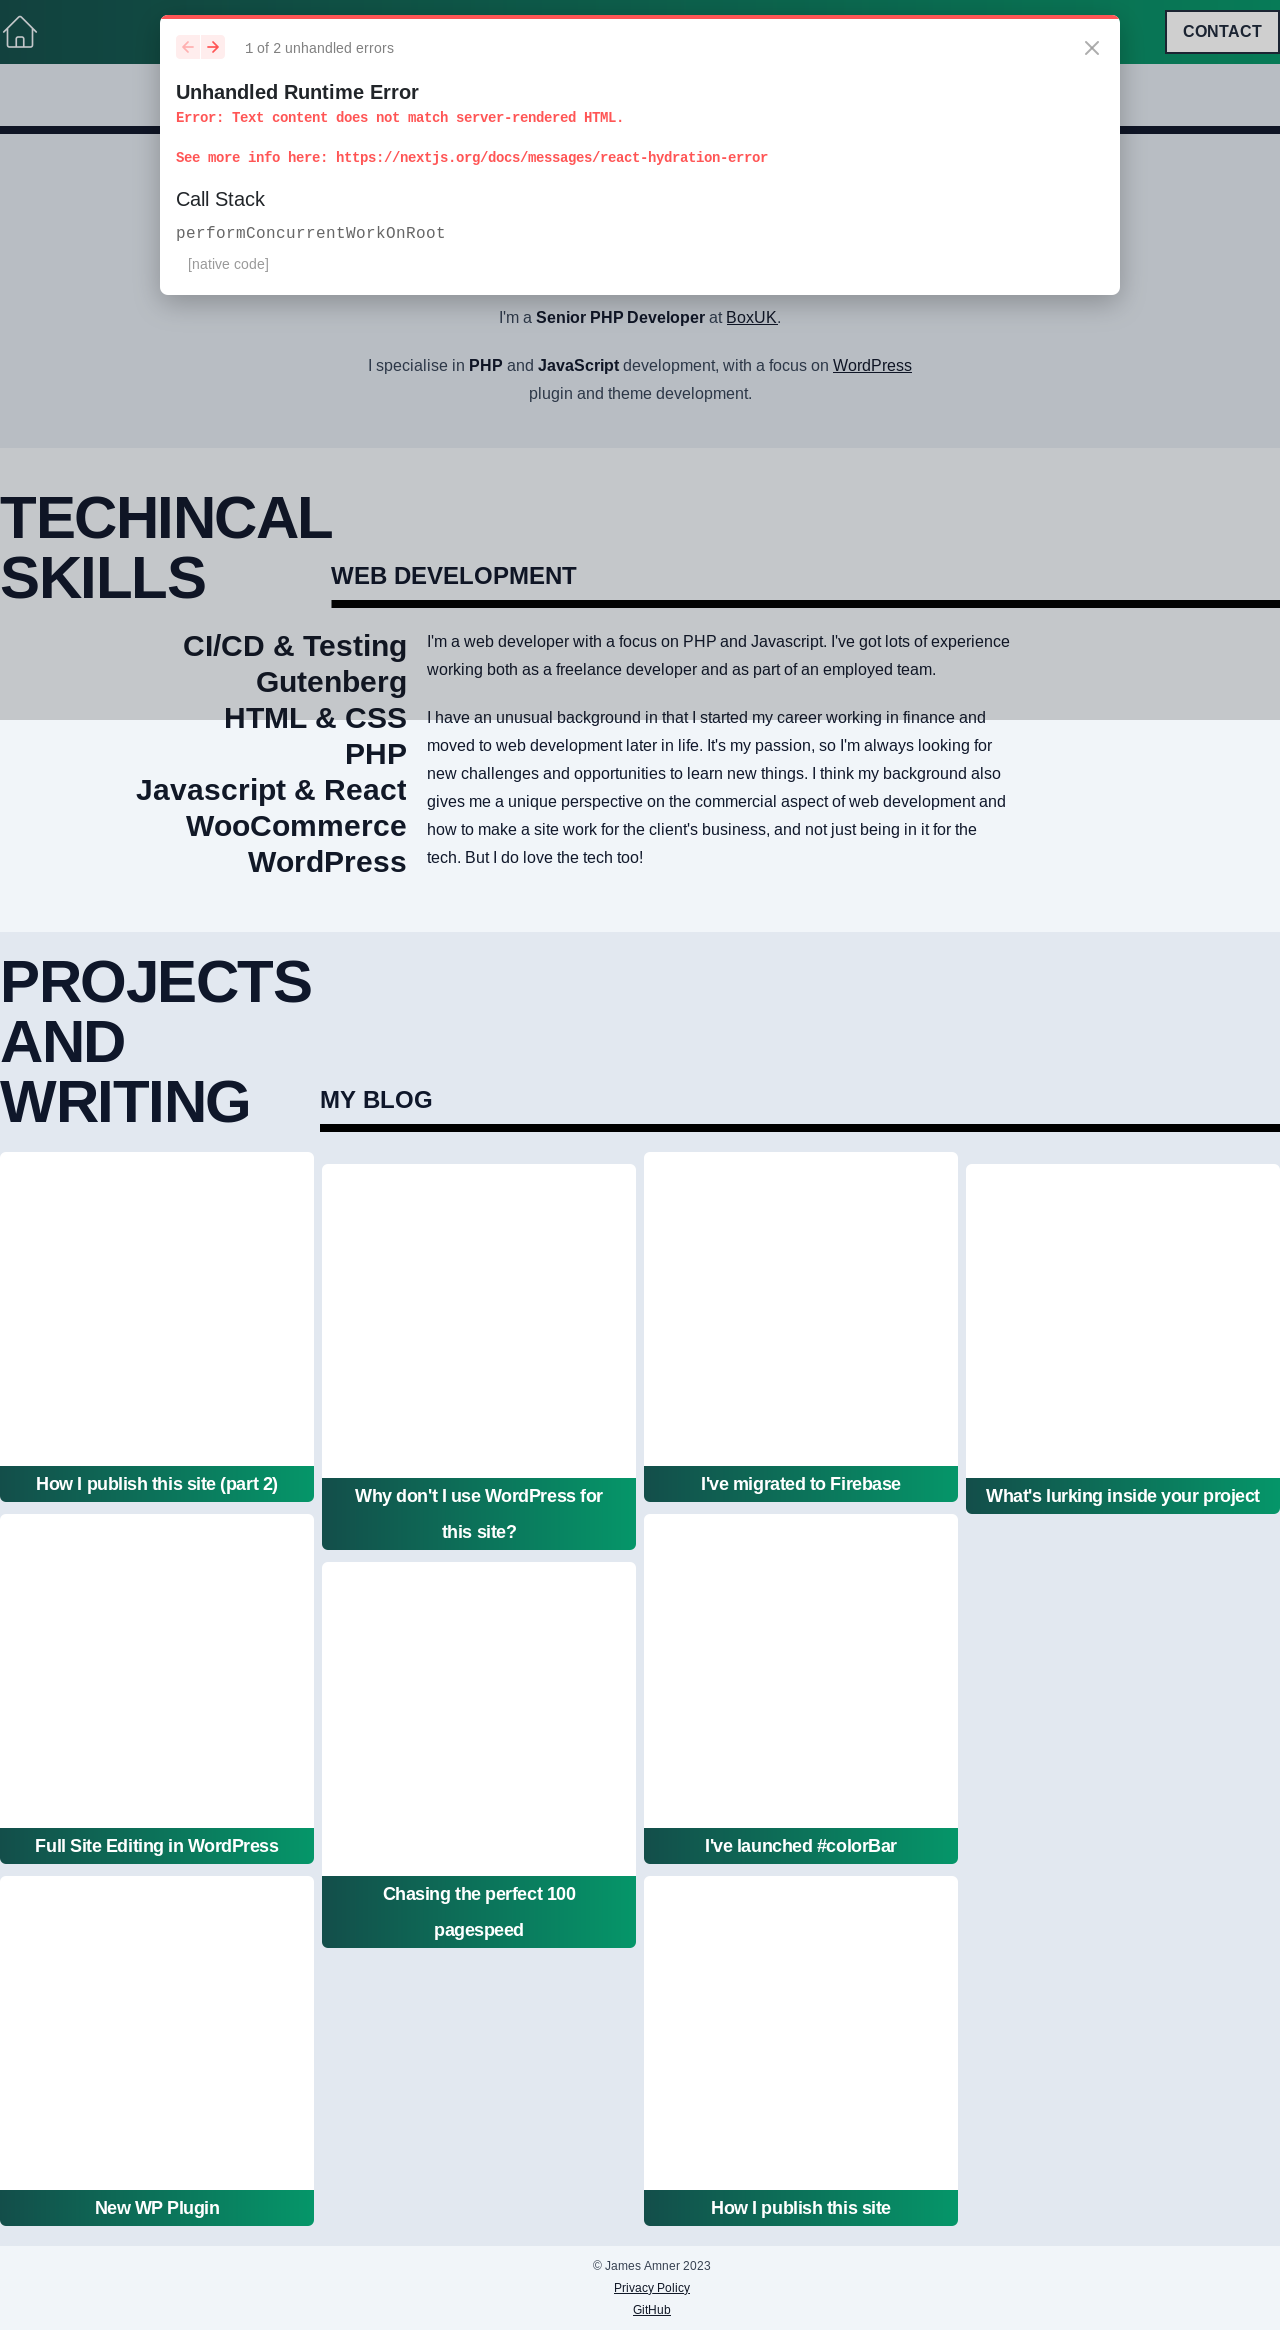 CONTACT
1 of 2 unhandled errors
Unhandled Runtime Error
Error: Text content does not match server-rendered HTML.
See more info here: https://nextjs.org/docs/messages/react-hydration-error
Call Stack
performConcurrentWorkOnRoot
[native code]
I'm a Senior PHP Developer at BoxUK.
I specialise in PHP and JavaScript development, with a focus on WordPress
plugin and theme development.
TECHINCAL
SKILLS
WEB DEVELOPMENT
CI/CD & Testing
Gutenberg
HTML & CSS
PHP
Javascript & React
WooCommerce
WordPress
I'm a web developer with a focus on PHP and Javascript. I've got lots of experience
working both as a freelance developer and as part of an employed team.
I have an unusual background in that I started my career working in finance and
moved to web development later in life. It's my passion, so I'm always looking for
new challenges and opportunities to learn new things. I think my background also
gives me a unique perspective on the commercial aspect of web development and
how to make a site work for the client's business, and not just being in it for the
tech. But I do love the tech too!
PROJECTS
AND
WRITING
MY BLOG
How I publish this site (part 2)
Why don't I use WordPress for
this site?
I've migrated to Firebase
What's lurking inside your project
Full Site Editing in WordPress
Chasing the perfect 100
pagespeed
I've launched #colorBar
New WP Plugin
How I publish this site
© James Amner 2023
Privacy Policy
GitHub